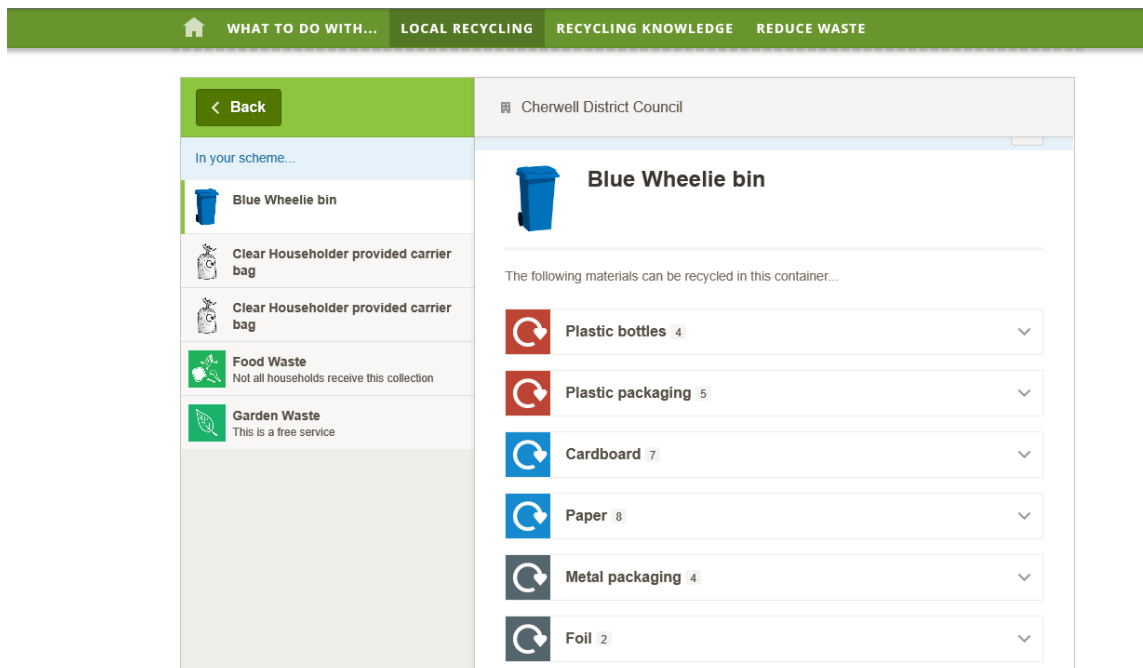 WHAT TO DO WITH... LOCAL RECYCLING RECYCLING KNOWLEDGE REDUCE WASTE
Back
In your scheme...
Blue Wheelie bin
Clear Householder provided carrier
bag
Clear Householder provided carrier
bag
Food Waste
Not all households receive this collection
Garden Waste
This is a free service
Cherwell District Council
Blue Wheelie bin
The following materials can be recycled in this container...
Plastic bottles 4
Plastic packaging 5
Cardboard 7
Paper 8
Metal packaging 4
Foil 2